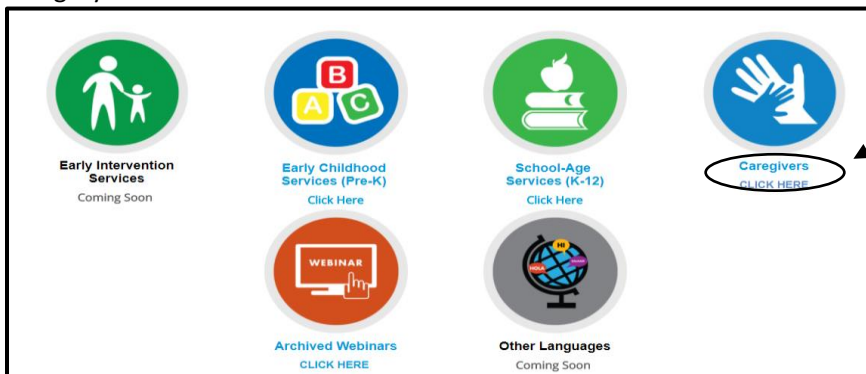 Early Intervention
Services
Coming Soon
B
A C
Early Childhood
Services (Pre-K)
Click Here
School-Age
Services (K-12)
Click Here
Caregivers
CLICK HERE
WEBINAR
Archived Webinars
CLICK HERE
HI
HOLA
Other Languages
Coming Soon